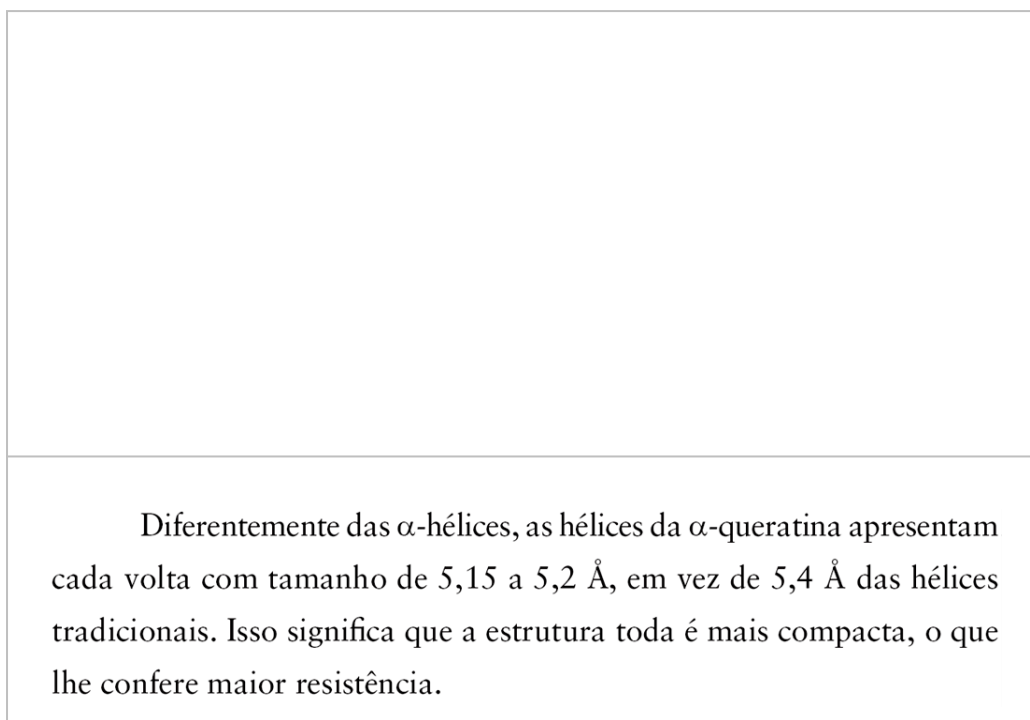 Diferentemente das α-hélices, as hélices da α-queratina apresentam
cada volta com tamanho de 5,15 a 5,2 Å, em vez de 5,4 Å das hélices
tradicionais. Isso significa que a estrutura toda é mais compacta, o que
lhe confere maior resistência.